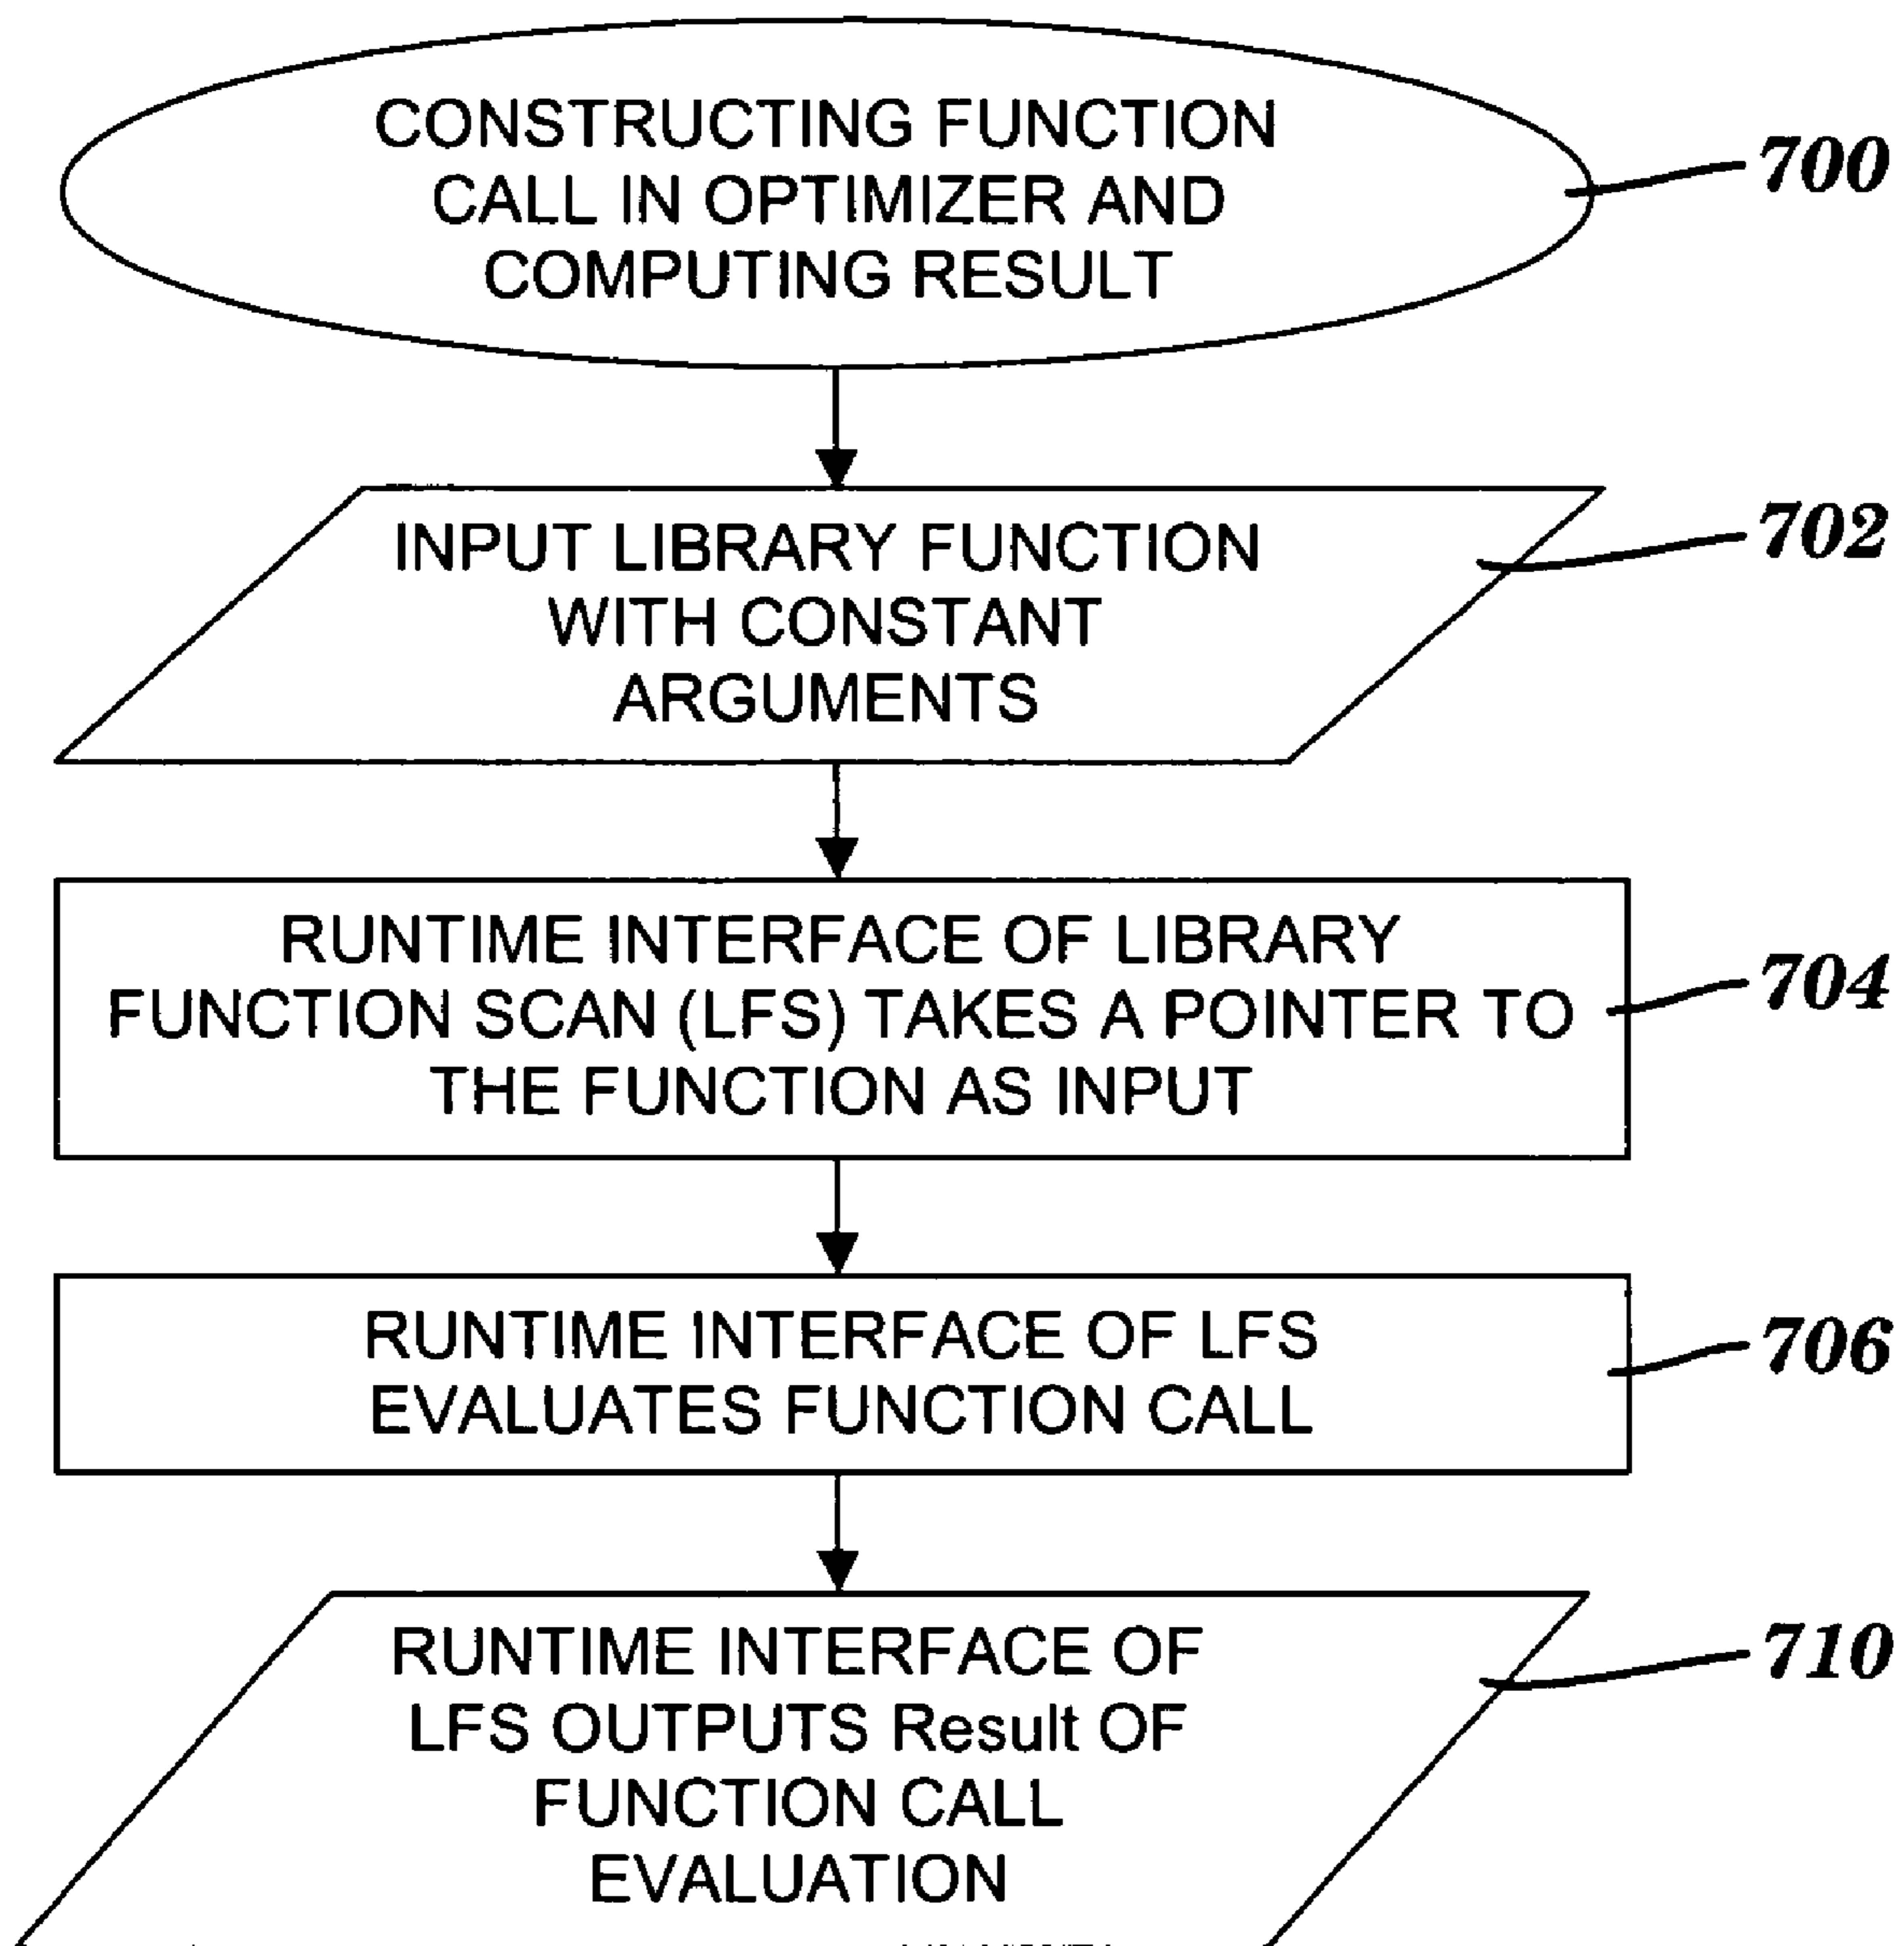 CONSTRUCTING FUNCTION
CALL IN OPTIMIZER AND
COMPUTING RESULT
700
INPUT LIBRARY FUNCTION
WITH CONSTANT
ARGUMENTS
702
RUNTIME INTERFACE OF LIBRARY
FUNCTION SCAN (LFS) TAKES A POINTER TO
THE FUNCTION AS INPUT
704
RUNTIME INTERFACE OF LFS
EVALUATES FUNCTION CALL
706
RUNTIME INTERFACE OF
LFS OUTPUTS Result OF
FUNCTION CALL
EVALUATION
710